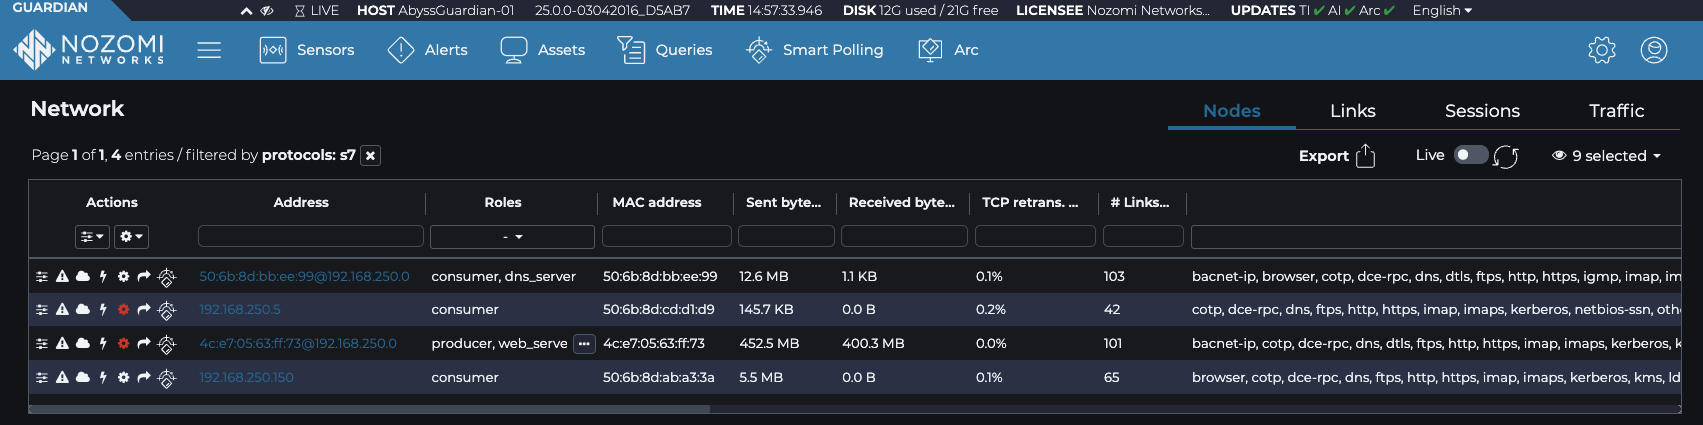 GUARDIAN
LIVE HOST AbyssGuardian-01 25.0.0-03042016_D5AB7 TIME 14:57:33.946 DISK 12G used / 21G free LICENSEE Nozomi Networks... UPDATES TI ✔ AI ✔ Arc ✔ English
NOZOMI
NETWORKS
Sensors Alerts Assets Queries Smart Polling Arc
Network
Nodes Links Sessions Traffic
Page 1 of 1, 4 entries / filtered by protocols: s7
Export Live 9 selected
Actions Address Roles MAC address Sent byte... Received byte... TCP retrans. ... # Links...
-
50:6b:8d:bb:ee:99@192.168.250.0 consumer, dns_server 50:6b:8d:bb:ee:99 12.6 MB 1.1 KB 0.1% 103 bacnet-ip, browser, cotp, dce-rpc, dns, dtls, ftps, http, https, igmp, imap, im
192.168.250.5 consumer 50:6b:8d:cd:d1:d9 145.7 KB 0.0 B 0.2% 42 cotp, dce-rpc, dns, ftps, http, https, imap, imaps, kerberos, netbios-ssn, oth
4c:e7:05:63:ff:73@192.168.250.0 producer, web_serve ... 4c:e7:05:63:ff:73 452.5 MB 400.3 MB 0.0% 101 bacnet-ip, cotp, dce-rpc, dns, dtls, ftps, http, https, imap, imaps, kerberos, k
192.168.250.150 consumer 50:6b:8d:ab:a3:3a 5.5 MB 0.0 B 0.1% 65 browser, cotp, dce-rpc, dns, ftps, http, https, imap, imaps, kerberos, kms, ld